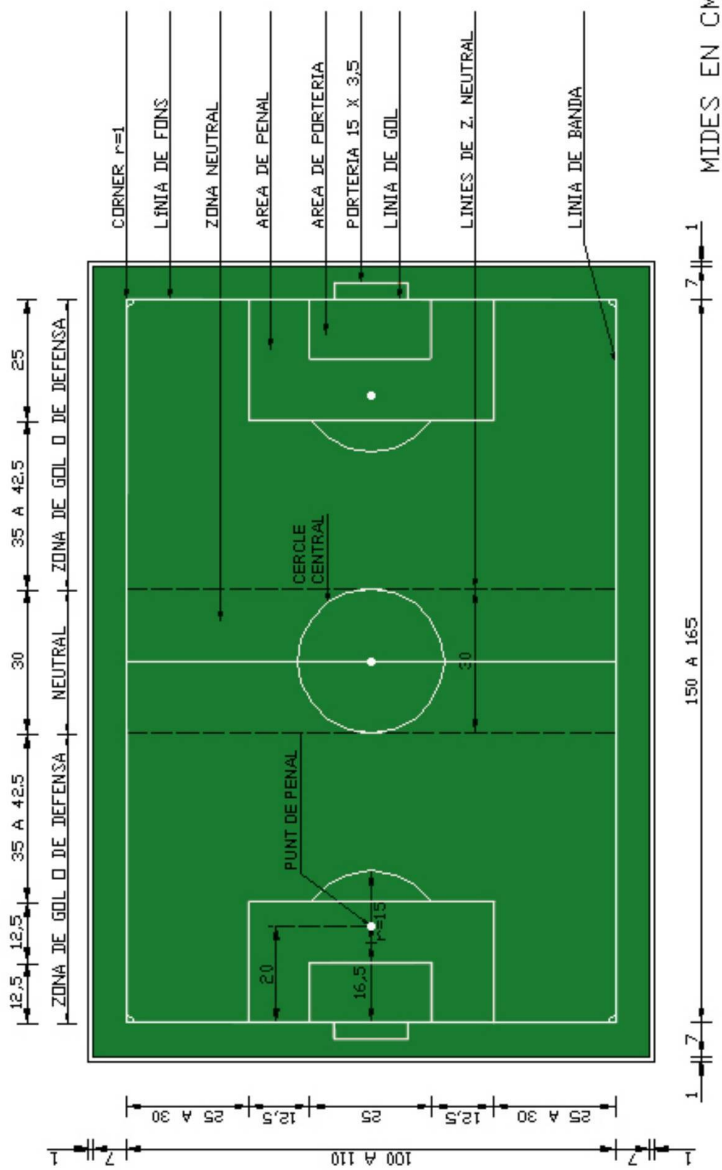 12,5
12,5
35 A 42,5
30
35 A 42,5
25
ZONA DE GOL O DE DEFENSA
NEUTRAL
ZONA DE GOL O DE DEFENSA
1
7
25 A 30
12,5
25
12,5
25 A 30
100 A 110
7
1
20
16,5
r=15
PUNT DE PENAL
CERCLE
CENTRAL
30
CORNER r=1
LÍNIA DE FONS
ZONA NEUTRAL
AREA DE PENAL
AREA DE PORTERIA
PORTERIA 15 X 3,5
LINIA DE GOL
LINIES DE Z. NEUTRAL
LINIA DE BANDA
1
7
150 A 165
7
1
MIDES EN CM